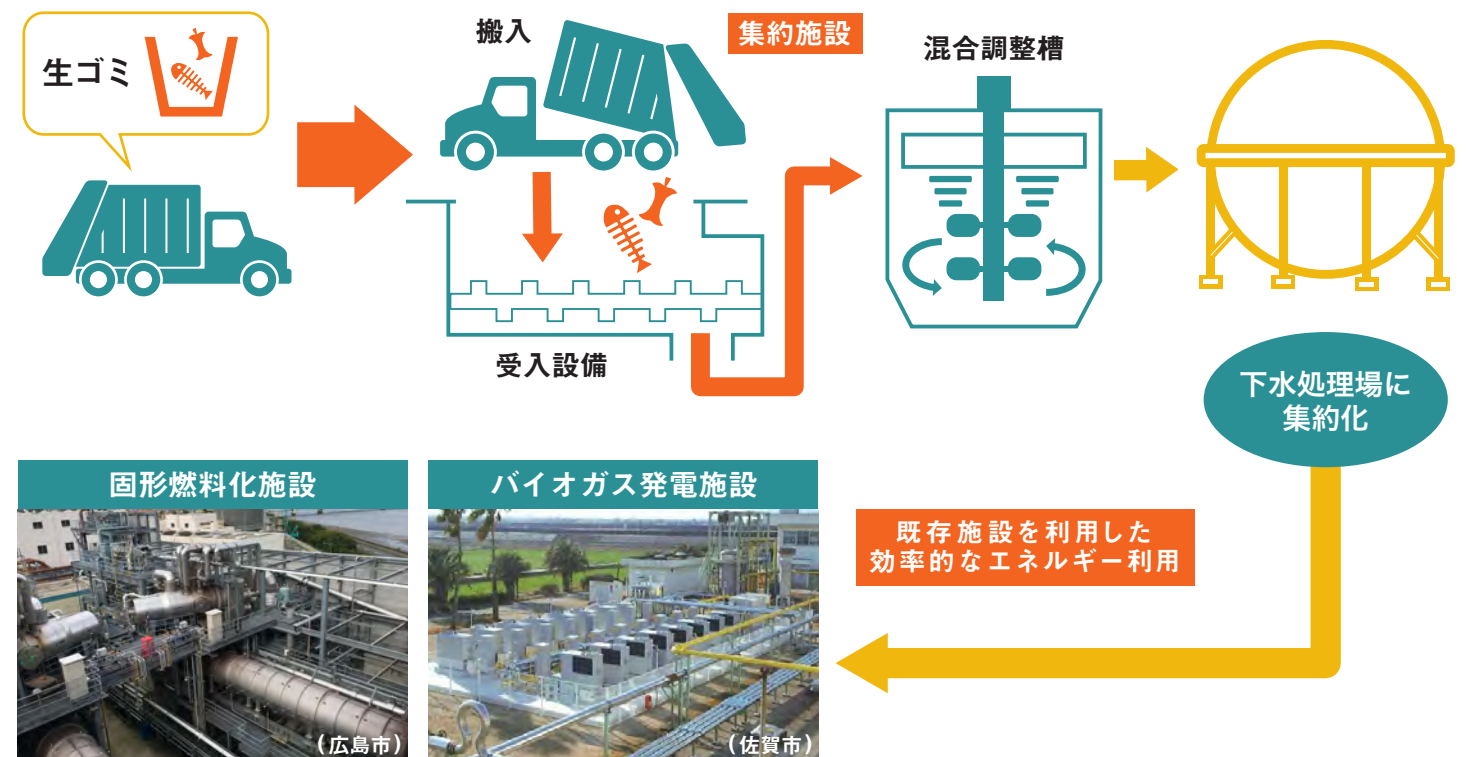 生ゴミ
搬入
集約施設
混合調整槽
受入設備
下水処理場に
集約化
固形燃料化施設
バイオガス発電施設
既存施設を利用した
効率的なエネルギー利用
(広島市)
(佐賀市)